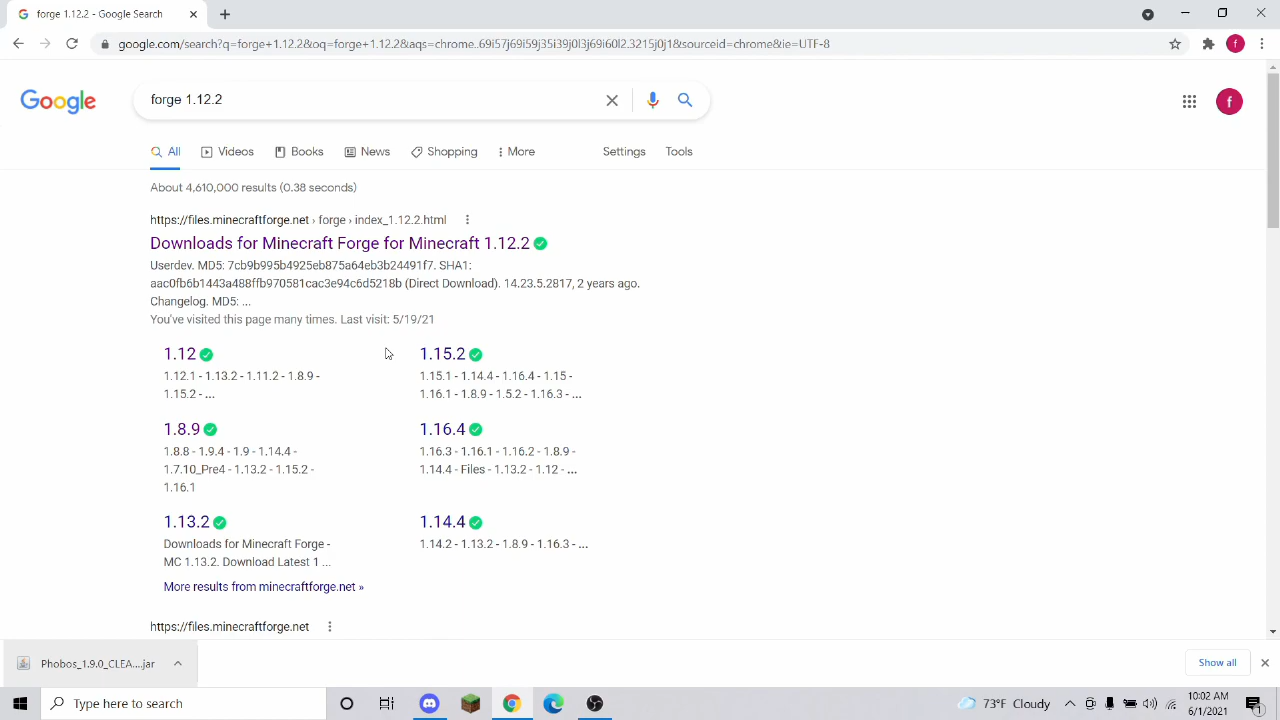 forge 1.12.2 - Google Search
google.com/search?q=forge+1.12.2&oq=forge+1.12.2&aqs=chrome..69i57j69i59j35i39j0l3j69i60l2.3215j0j1&sourceid=chrome&ie=UTF-8
f
Google
forge 1.12.2
f
All
Videos
Books
News
Shopping
More
Settings
Tools
About 4,610,000 results (0.38 seconds)
https://files.minecraftforge.net › forge › index_1.12.2.html
Downloads for Minecraft Forge for Minecraft 1.12.2
Userdev. MD5: 7cb9b995b4925eb875a64eb3b24491f7. SHA1:
aac0fb6b1443a488ffb970581cac3e94c6d5218b (Direct Download). 14.23.5.2817, 2 years ago.
Changelog. MD5: ...
You've visited this page many times. Last visit: 5/19/21
1.12
1.12.1 - 1.13.2 - 1.11.2 - 1.8.9 -
1.15.2 - ...
1.15.2
1.15.1 - 1.14.4 - 1.16.4 - 1.15 -
1.16.1 - 1.8.9 - 1.5.2 - 1.16.3 - ...
1.8.9
1.8.8 - 1.9.4 - 1.9 - 1.14.4 -
1.7.10_Pre4 - 1.13.2 - 1.15.2 -
1.16.1
1.16.4
1.16.3 - 1.16.1 - 1.16.2 - 1.8.9 -
1.14.4 - Files - 1.13.2 - 1.12 - ...
1.13.2
Downloads for Minecraft Forge -
MC 1.13.2. Download Latest 1 ...
1.14.4
1.14.2 - 1.13.2 - 1.8.9 - 1.16.3 - ...
More results from minecraftforge.net »
https://files.minecraftforge.net
Phobos_1.9.0_CLEA....jar
Show all
Type here to search
73°F Cloudy
10:02 AM
6/1/2021
1